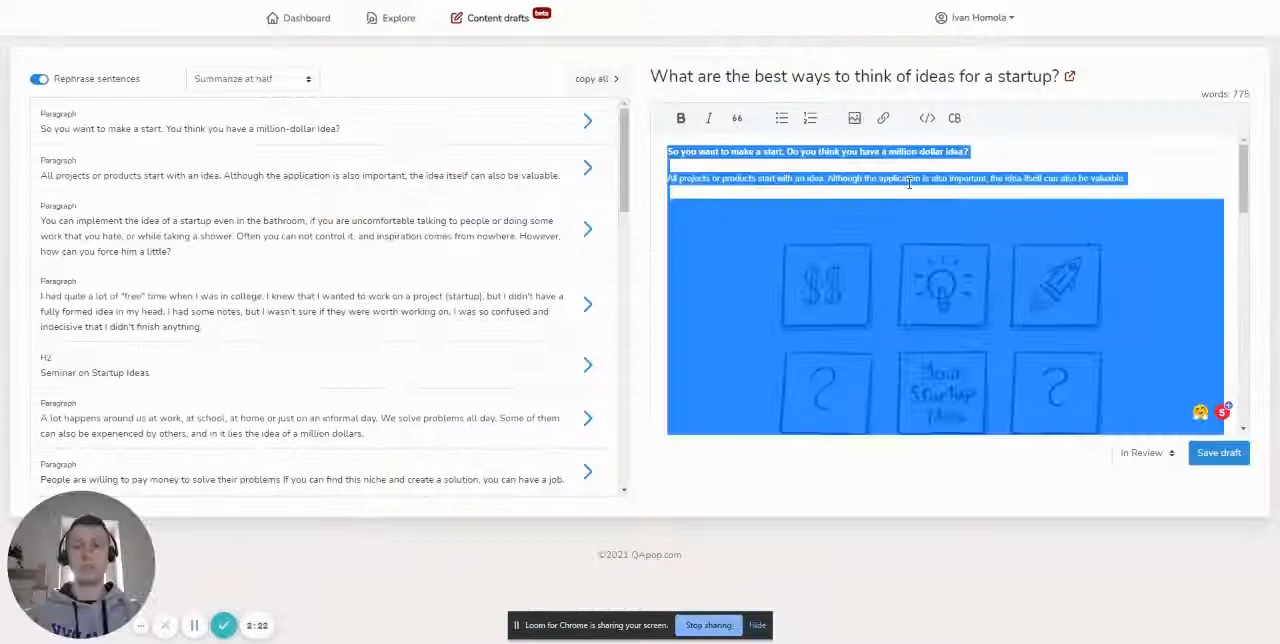 Dashboard
Explore
Content drafts
beta
Ivan Homola
Rephrase sentences
Summarize at half
copy all
Paragraph
So you want to make a start. You think you have a million-dollar idea?
Paragraph
All projects or products start with an idea. Although the application is also important, the idea itself can also be valuable.
Paragraph
You can implement the idea of a startup even in the bathroom, if you are uncomfortable talking to people or doing some
work that you hate, or while taking a shower. Often you can not control it, and inspiration comes from nowhere. However,
how can you force him a little?
Paragraph
I had quite a lot of "free" time when I was in college. I knew that I wanted to work on a project (startup), but I didn't have a
fully formed idea in my head. I had some notes, but I wasn't sure if they were worth working on. I was so confused and
indecisive that I didn't finish anything.
H2
Seminar on Startup Ideas
Paragraph
A lot happens around us at work, at school, at home or just on an informal day. We solve problems all day. Some of them
can also be experienced by others, and in it lies the idea of a million dollars.
Paragraph
People are willing to pay money to solve their problems If you can find this niche and create a solution, you can have a job.
What are the best ways to think of ideas for a startup?
words: 775
B I 66 </> CB
So you want to make a start. Do you think you have a million dollar idea?
All projects or products start with an idea. Although the application is also important, the idea itself can also be valuable.
$$
? Your ?
Startup
Idea
5
In Review
Save draft
©2021 QApop.com
2:22
Loom for Chrome is sharing your screen.
Stop sharing
Hide